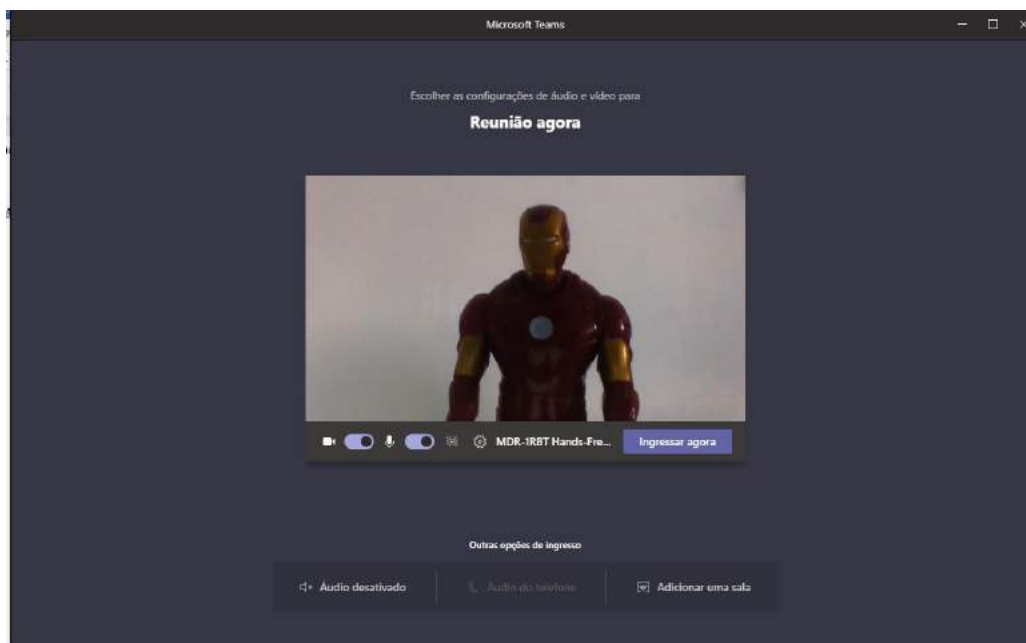 Microsoft Teams
Escolher as configurações de áudio e vídeo para
Reunião agora
MDR-1RBT Hands-Fre... Ingressar agora
Outras opções de ingresso
Áudio desativado Áudio do telefone Adicionar uma sala